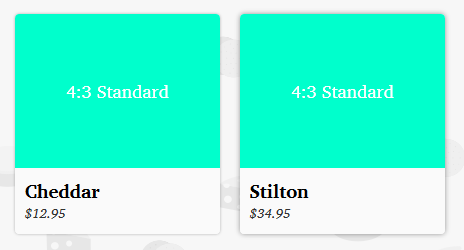 4:3 Standard
4:3 Standard
Cheddar
$12.95
Stilton
$34.95